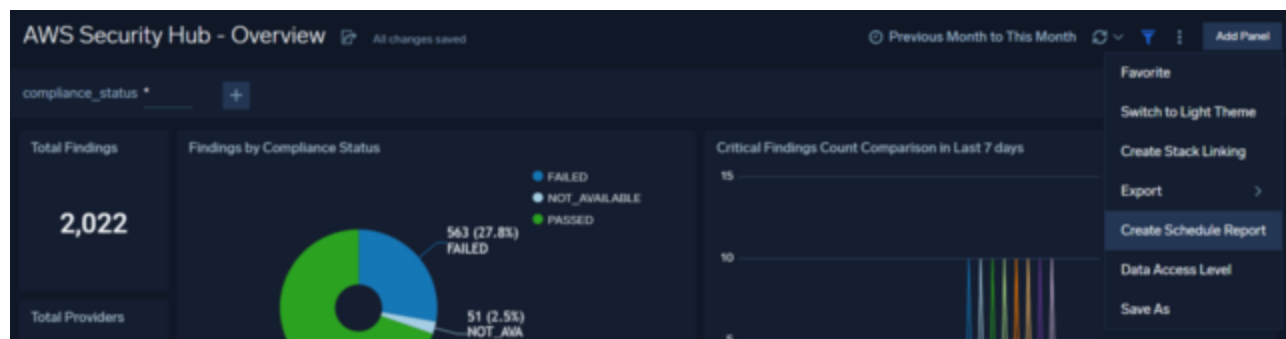 AWS Security Hub - Overview All changes saved Previous Month to This Month Add Panel
compliance_status * +
Favorite
Switch to Light Theme
Create Stack Linking
Export >
Create Schedule Report
Data Access Level
Save As
Total Findings
2,022
Total Providers
Findings by Compliance Status
FAILED
NOT_AVAILABLE
PASSED
563 (27.8%)
FAILED
51 (2.5%)
NOT_AVA
Critical Findings Count Comparison in Last 7 days
15
10
5